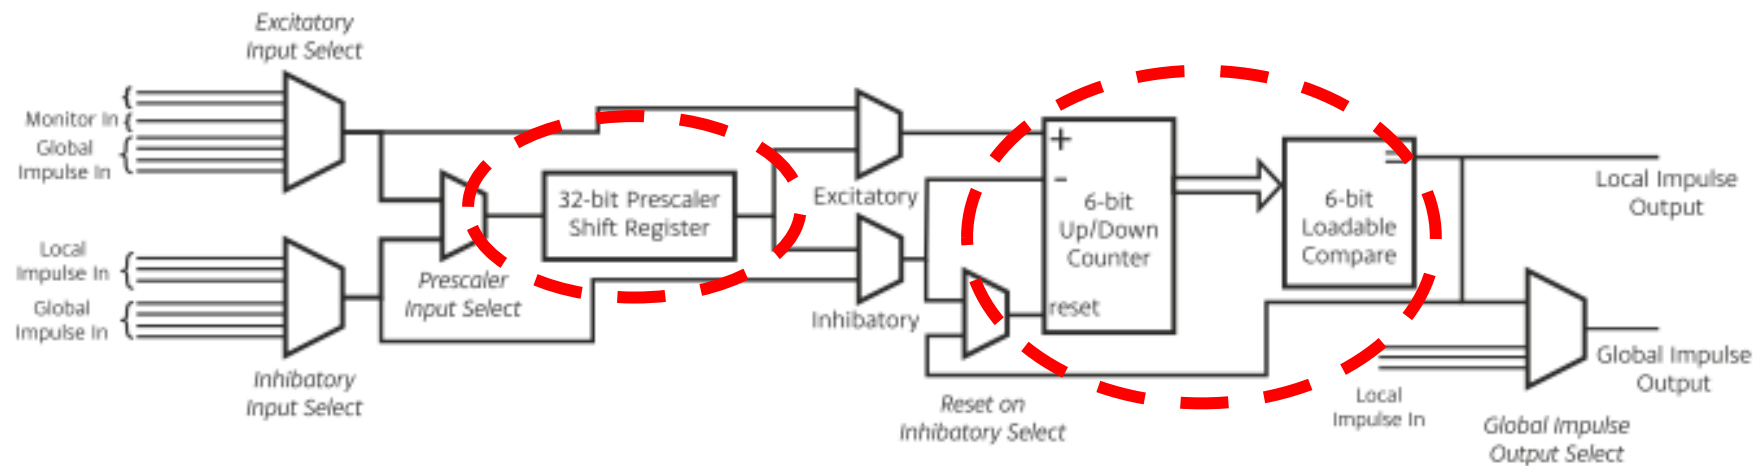 Excitatory
Input Select
Monitor In
Global
Impulse In
Local
Impulse In
Global
Impulse In
Inhibatory
Input Select
Prescaler
Input Select
32-bit Prescaler
Shift Register
Excitatory
Inhibatory
Reset on
Inhibatory Select
+
-
6-bit
Up/Down
Counter
reset
=
6-bit
Loadable
Compare
Local Impulse
Output
Global Impulse
Output
Local
Impulse In
Global Impulse
Output Select